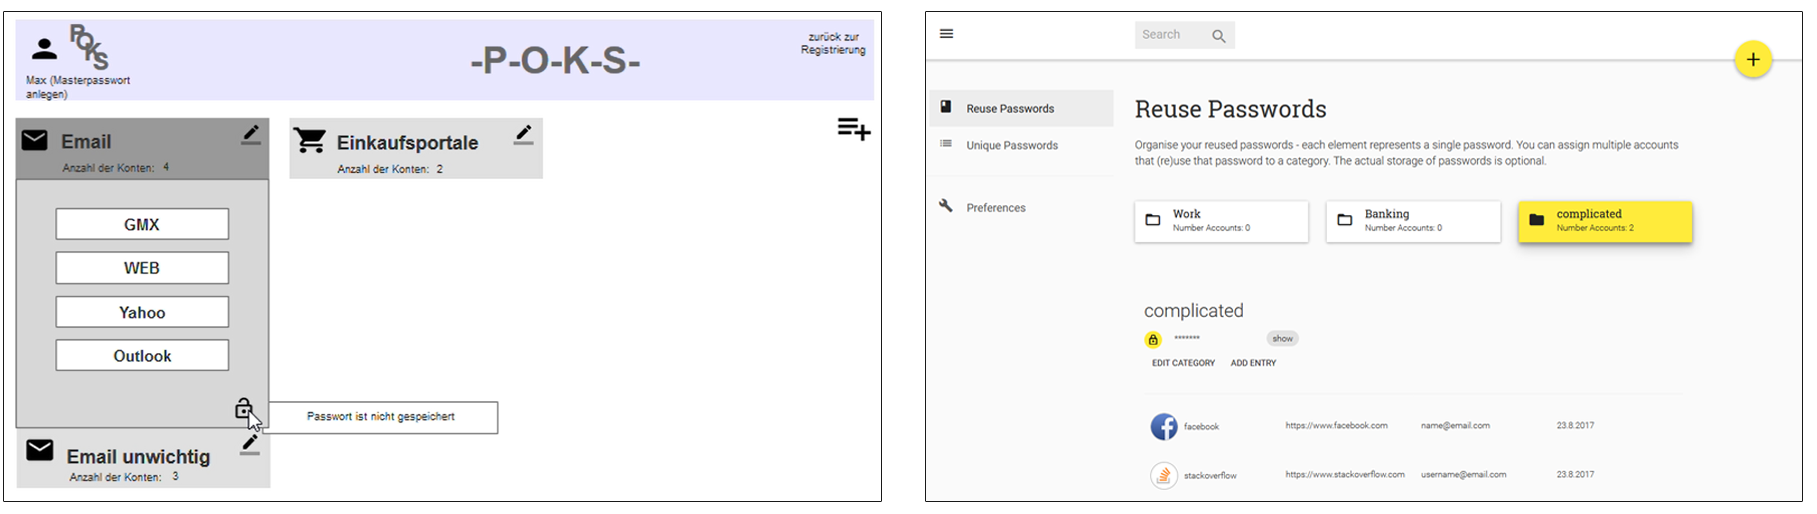 POKS
Max (Masterpasswort
anlegen)
-P-O-K-S-
zurück zur
Registrierung
Email
Anzahl der Konten: 4
Einkaufsportale
Anzahl der Konten: 2
GMX
WEB
Yahoo
Outlook
Passwort ist nicht gespeichert
Email unwichtig
Anzahl der Konten: 3
Search
+
Reuse Passwords
Unique Passwords
Preferences
Reuse Passwords
Organise your reused passwords - each element represents a single password. You can assign multiple accounts
that (re)use that password to a category. The actual storage of passwords is optional.
Work
Number Accounts: 0
Banking
Number Accounts: 0
complicated
Number Accounts: 2
complicated
******* show
EDIT CATEGORY ADD ENTRY
facebook https://www.facebook.com name@email.com 23.8.2017
stackoverflow https://www.stackoverflow.com username@email.com 23.8.2017